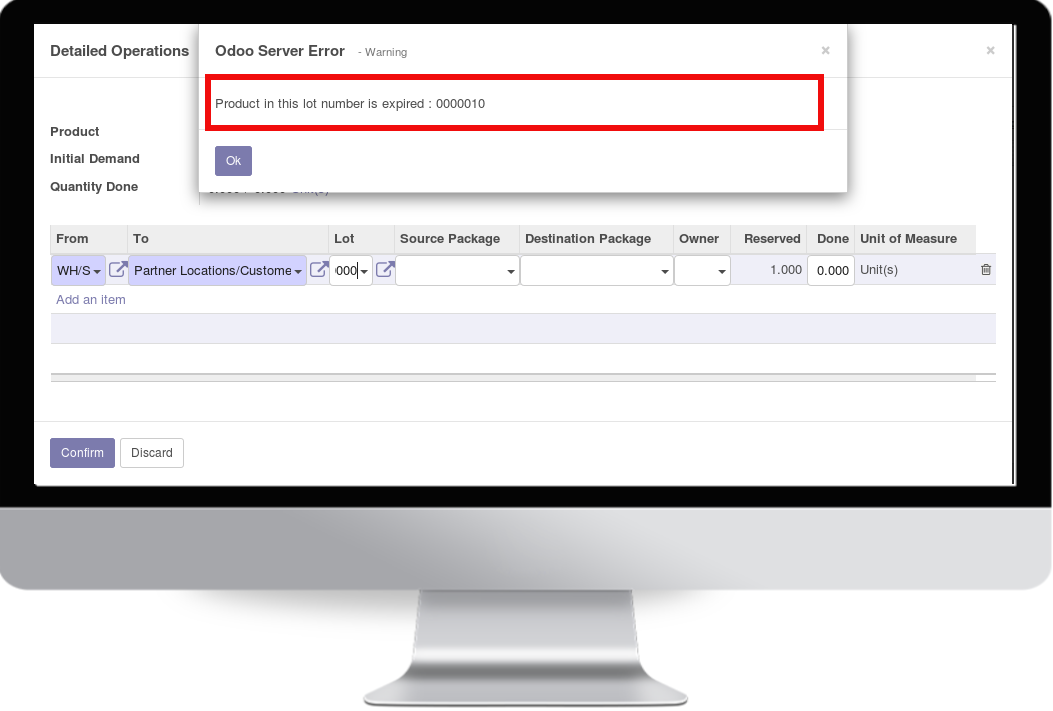 Detailed Operations
Odoo Server Error - Warning
×
×
Product in this lot number is expired : 0000010
Product
Initial Demand
Ok
Quantity Done
From To Lot Source Package Destination Package Owner Reserved Done Unit of Measure
WH/S Partner Locations/Custome 000 1.000 0.000 Unit(s)
Add an item
Confirm Discard